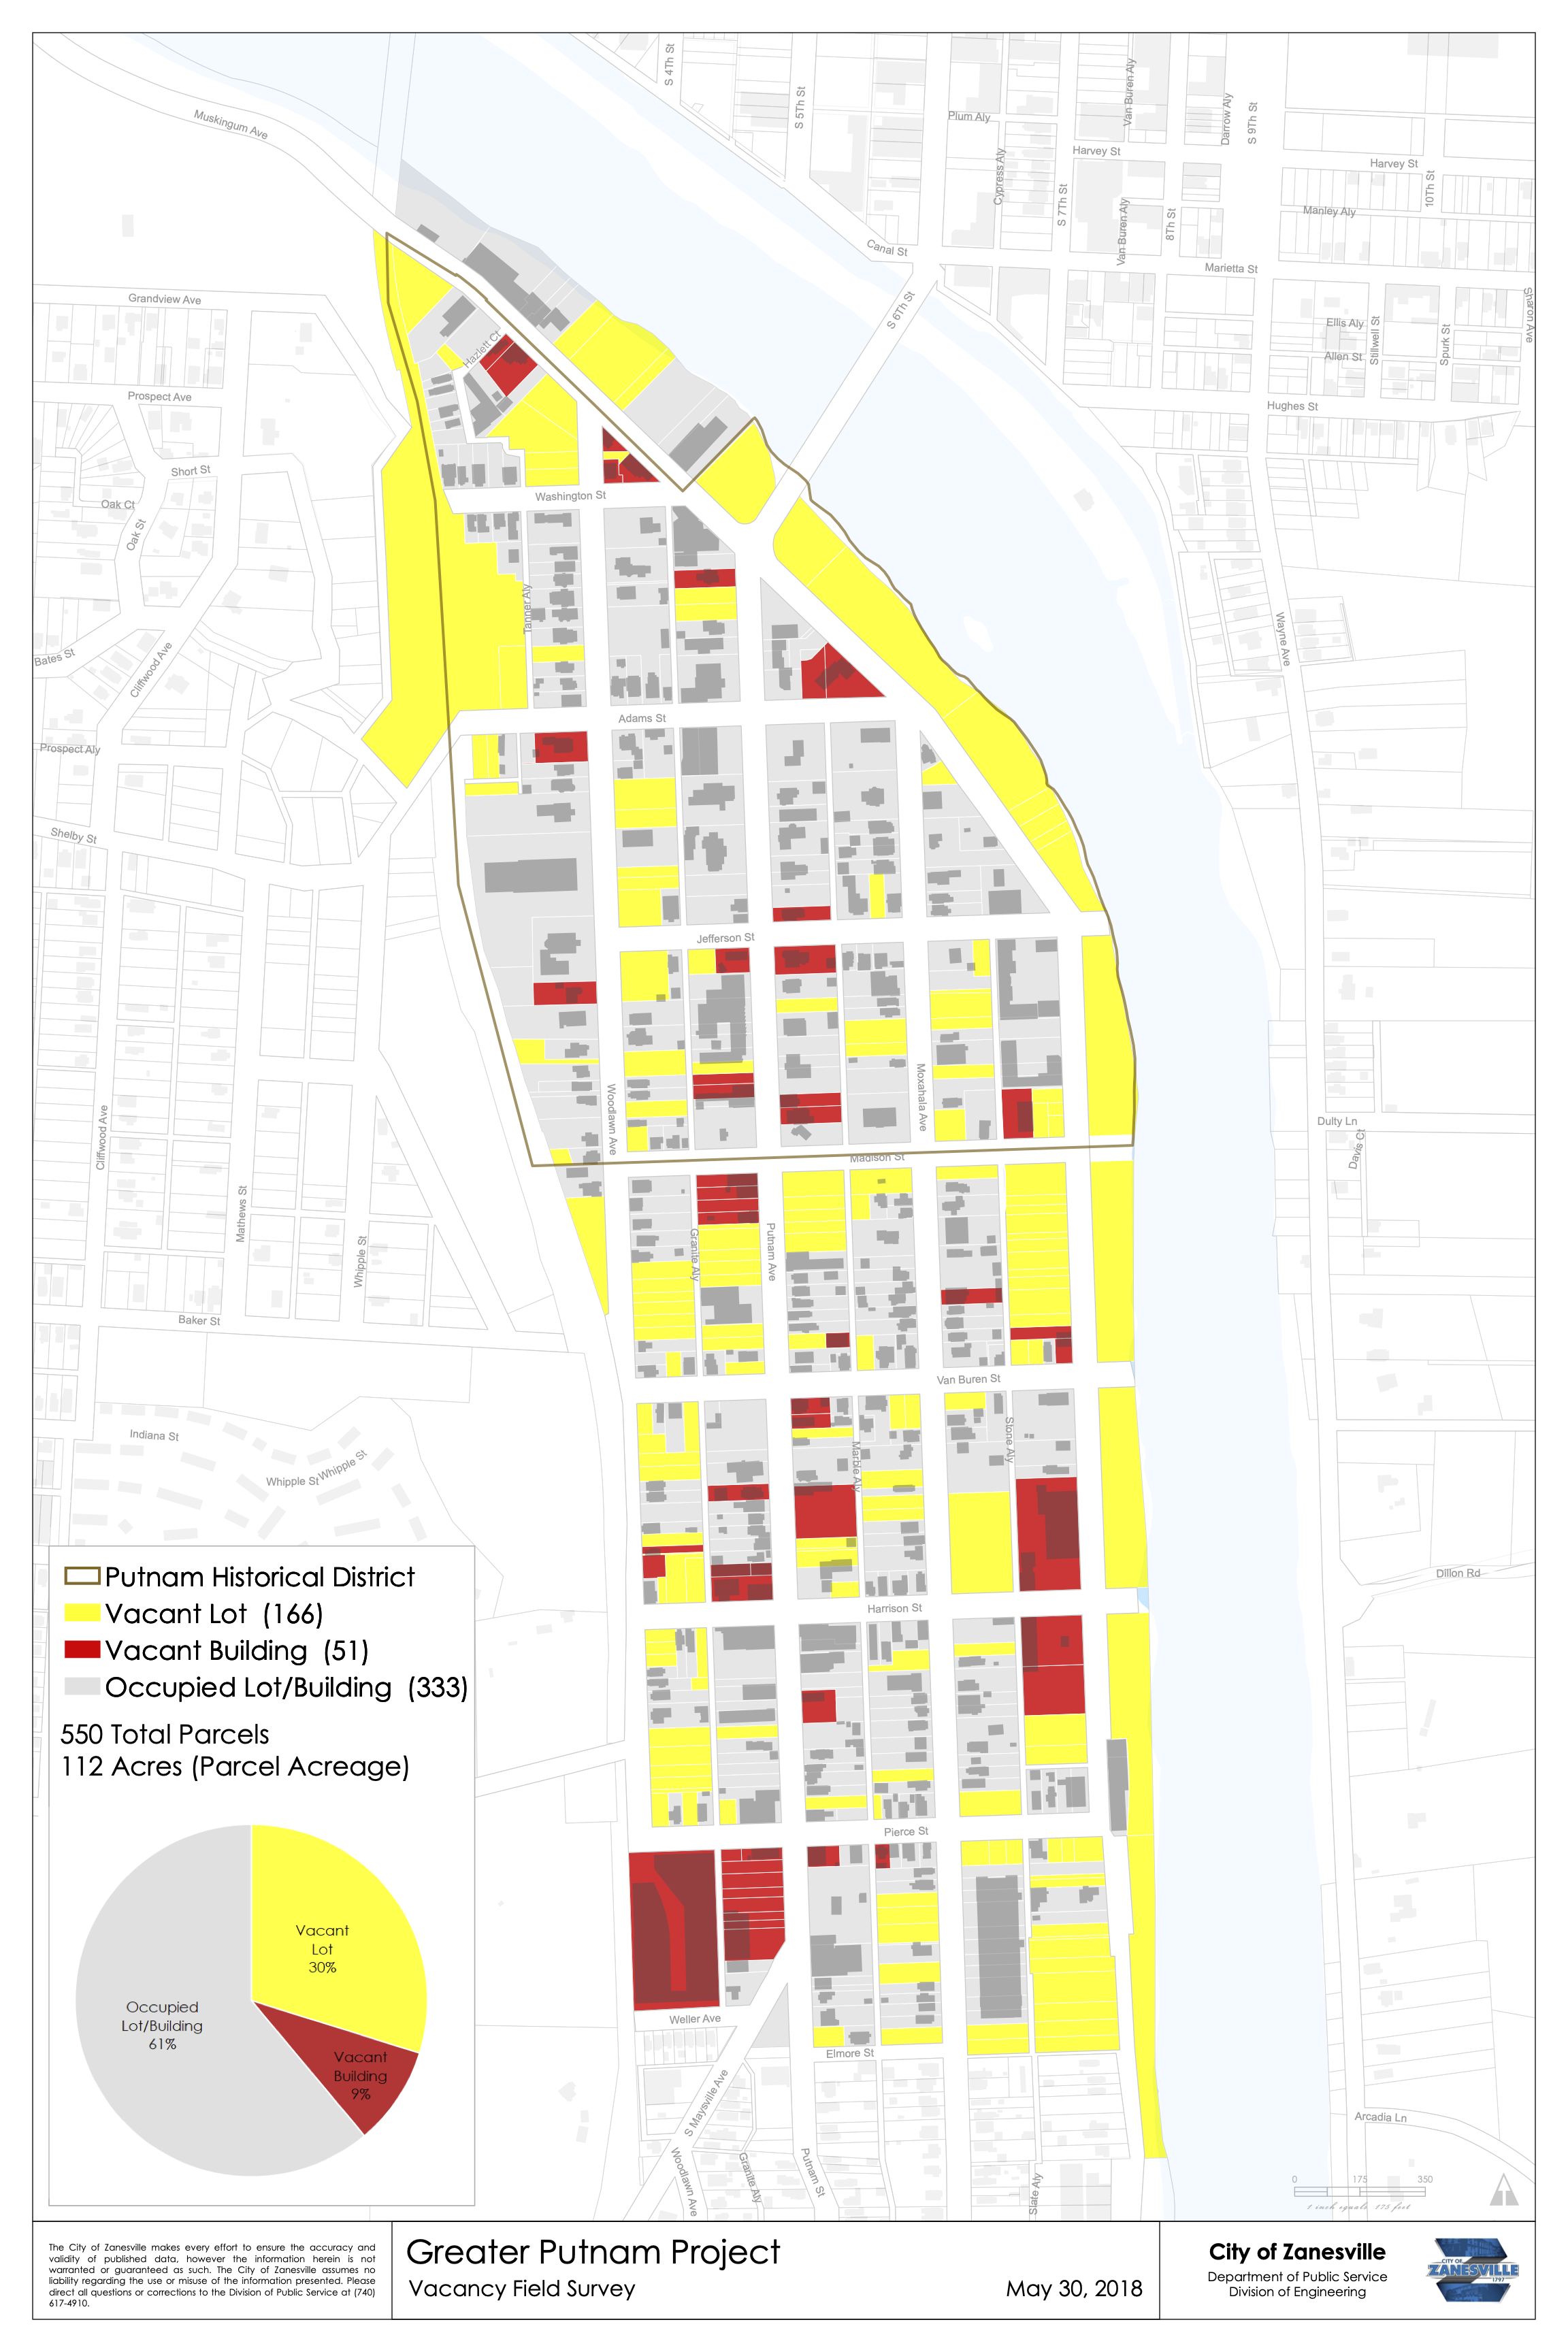 S 4Th St
S 5Th St
Plum Aly
Van Buren Aly
Darrow Aly
S 9Th St
Muskingum Ave
Harvey St
Harvey St
Cypress Aly
S 7Th St
10Th St
Manley Aly
Van Buren Aly
8Th St
Canal St
Marietta St
Grandview Ave
S 6Th St
Sharon Ave
Ellis Aly
Stillwell St
Spurk St
Allen St
Hazlett Ct
Prospect Ave
Hughes St
Short St
Washington St
Oak Ct
Oak St
Tanner Aly
Wayne Ave
Bates St
Cliffwood Ave
Adams St
Prospect Aly
Shelby St
Jefferson St
Woodlawn Ave
Moxahala Ave
Dulty Ln
Davis Ct
Cliffwood Ave
Madison St
Mathews St
Whipple St
Granite Aly
Putnam Ave
Baker St
Van Buren St
Indiana St
Stone Aly
Marble Aly
Whipple St
Whipple St
Dillon Rd
Harrison St
Putnam Historical District
Vacant Lot (166)
Vacant Building (51)
Occupied Lot/Building (333)
550 Total Parcels
112 Acres (Parcel Acreage)
Pierce St
Vacant
Lot
30%
Occupied
Lot/Building
61%
Vacant
Building
9%
Weller Ave
Elmore St
S Maysville Ave
Woodlawn Ave
Granite Aly
Putnam St
Slate Aly
Arcadia Ln
0 175 350
1 inch equals 175 feet
The City of Zanesville makes every effort to ensure the accuracy and
validity of published data, however the information herein is not
warranted or guaranteed as such. The City of Zanesville assumes no
liability regarding the use or misuse of the information presented. Please
direct all questions or corrections to the Division of Public Service at (740)
617-4910.
Greater Putnam Project
Vacancy Field Survey
May 30, 2018
City of Zanesville
Department of Public Service
Division of Engineering
CITY OF
ZANESVILLE
1797